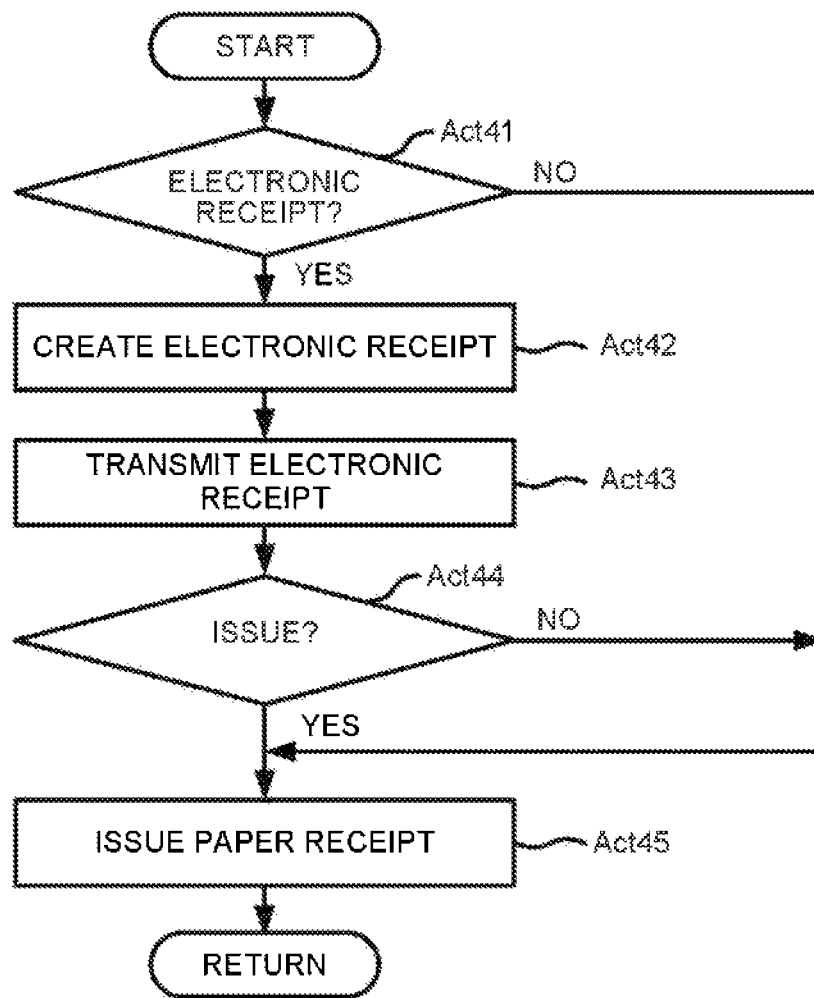 START
Act41
ELECTRONIC
RECEIPT?
NO
YES
CREATE ELECTRONIC RECEIPT
Act42
TRANSMIT ELECTRONIC
RECEIPT
Act43
Act44
ISSUE?
NO
YES
ISSUE PAPER RECEIPT
Act45
RETURN